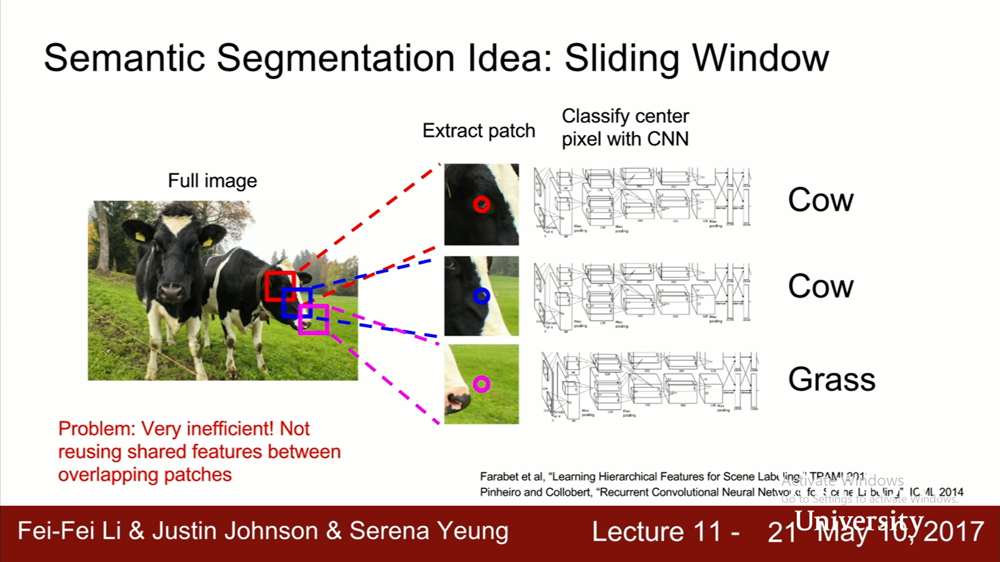 Semantic Segmentation Idea: Sliding Window
Extract patch
Classify center
pixel with CNN
Full image
Cow
Cow
Grass
Problem: Very inefficient! Not
reusing shared features between
overlapping patches
Farabet et al, “Learning Hierarchical Features for Scene Labeling,” TPAMI
Pinheiro and Collobert, “Recurrent Convolutional Neural Networks for Scene Labeling”, ICML 2014
Activate Windows
Go to Settings to activate Windows.
Fei-Fei Li & Justin Johnson & Serena Yeung
Lecture 11 - 21 May 10, 2017
University